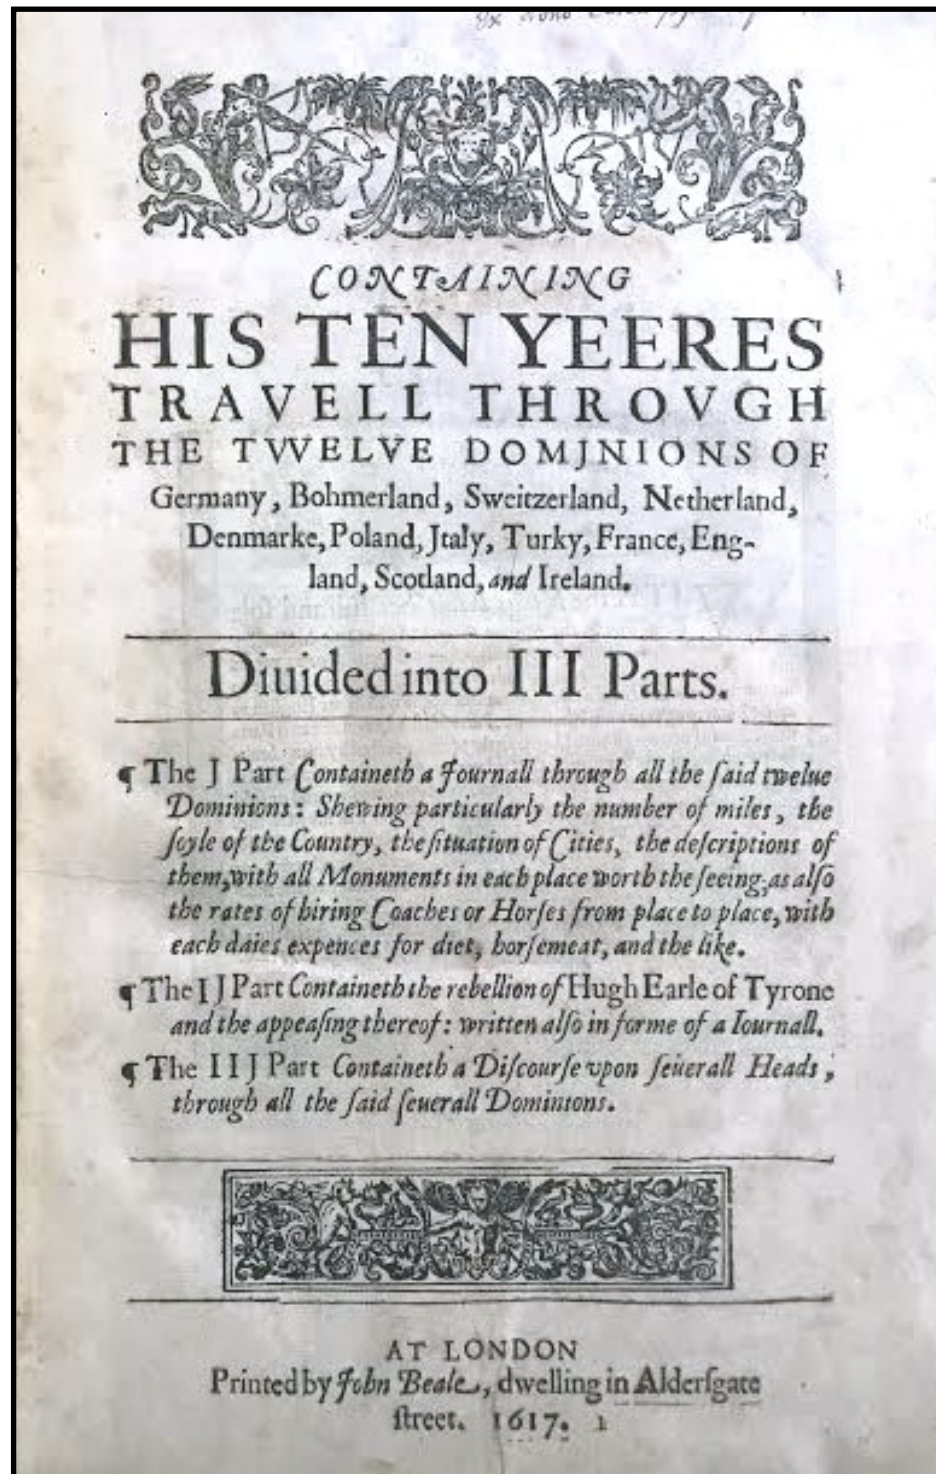 Ex dono
CONTAINING
HIS TEN YEERES
TRAVELL THROVGH
THE TVVELVE DOMJNIONS OF
Germany, Bohmerland, Sweitzerland, Netherland,
Denmarke, Poland, Jtaly, Turky, France, Eng-
land, Scotland, and Ireland.
Diuided into III Parts.
¶ The J Part Containeth a Journall through all the ſaid twelue
Dominions: Shewing particularly the number of miles, the
ſoyle of the Country, the ſituation of Cities, the deſcriptions of
them, with all Monuments in each place worth the ſeeing, as alſo
the rates of hiring Coaches or Horſes from place to place, with
each daies expences for diet, horſemeat, and the like.
¶ The IJ Part Containeth the rebellion of Hugh Earle of Tyrone
and the appeaſing thereof: written alſo in forme of a Iournall.
¶ The IIJ Part Containeth a Diſcourſe vpon ſeuerall Heads,
through all the ſaid ſeuerall Dominions.
AT LONDON
Printed by John Beale, dwelling in Alderſgate
ſtreet. 1617. 1